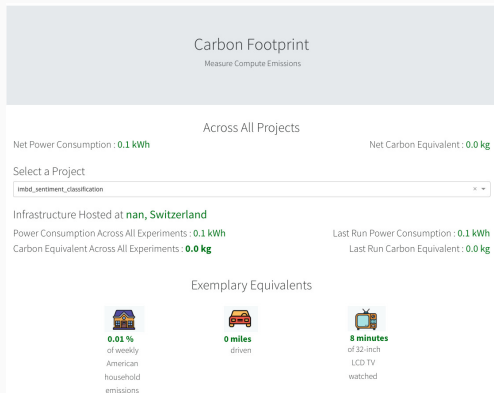 Carbon Footprint
Measure Compute Emissions
Across All Projects
Net Power Consumption : 0.1 kWh
Net Carbon Equivalent : 0.0 kg
Select a Project
imbd_sentiment_classification
Infrastructure Hosted at nan, Switzerland
Power Consumption Across All Experiments : 0.1 kWh
Last Run Power Consumption : 0.1 kWh
Carbon Equivalent Across All Experiments : 0.0 kg
Last Run Carbon Equivalent : 0.0 kg
Exemplary Equivalents
0.01 %
of weekly
American
household
emissions
0 miles
driven
8 minutes
of 32-inch
LCD TV
watched